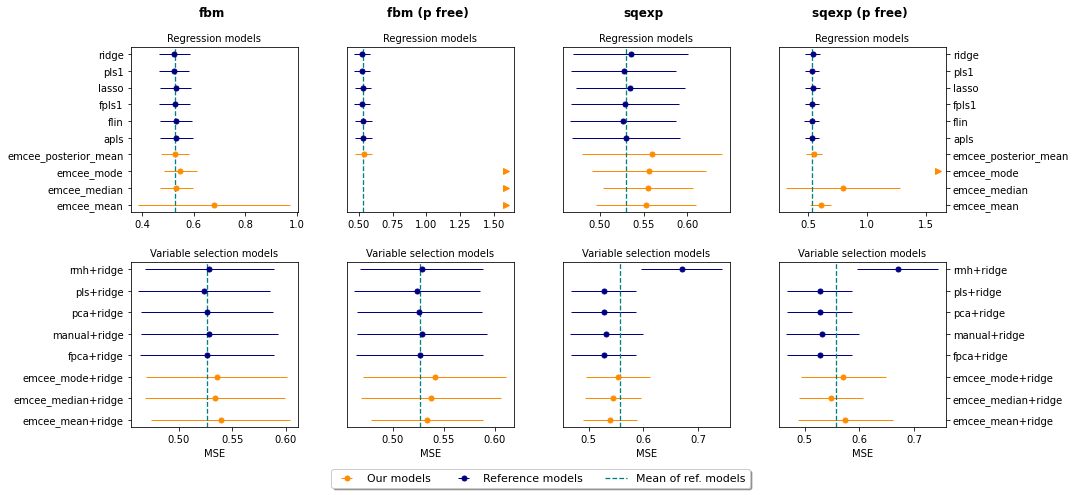 fbm
fbm (p free)
sqexp
sqexp (p free)
Regression models
Regression models
Regression models
Regression models
ridge
pls1
lasso
fpls1
flin
apls
emcee_posterior_mean
emcee_mode
emcee_median
emcee_mean
ridge
pls1
lasso
fpls1
flin
apls
emcee_posterior_mean
emcee_mode
emcee_median
emcee_mean
0.4 0.6 0.8 1.0
0.50 0.75 1.00 1.25 1.50
0.50 0.55 0.60
0.5 1.0 1.5
Variable selection models
Variable selection models
Variable selection models
Variable selection models
rmh+ridge
pls+ridge
pca+ridge
manual+ridge
fpca+ridge
emcee_mode+ridge
emcee_median+ridge
emcee_mean+ridge
rmh+ridge
pls+ridge
pca+ridge
manual+ridge
fpca+ridge
emcee_mode+ridge
emcee_median+ridge
emcee_mean+ridge
0.50 0.55 0.60
0.50 0.55 0.60
0.5 0.6 0.7
0.5 0.6 0.7
MSE
MSE
MSE
MSE
Our models
Reference models
Mean of ref. models